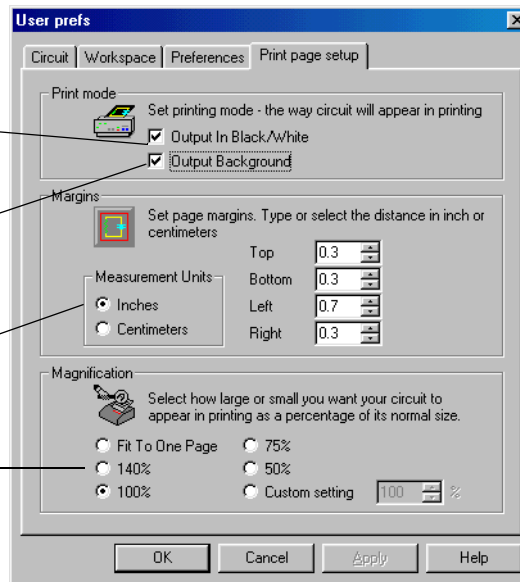 User prefs
Circuit Workspace Preferences Print page setup
Print mode
Set printing mode - the way circuit will appear in printing
Output In Black/White
Output Background
Margins
Set page margins. Type or select the distance in inch or
centimeters
Measurement Units
Inches
Centimeters
Top 0.3
Bottom 0.3
Left 0.7
Right 0.3
Magnification
Select how large or small you want your circuit to
appear in printing as a percentage of its normal size.
Fit To One Page 75%
140% 50%
100% Custom setting 100 %
OK Cancel Apply Help